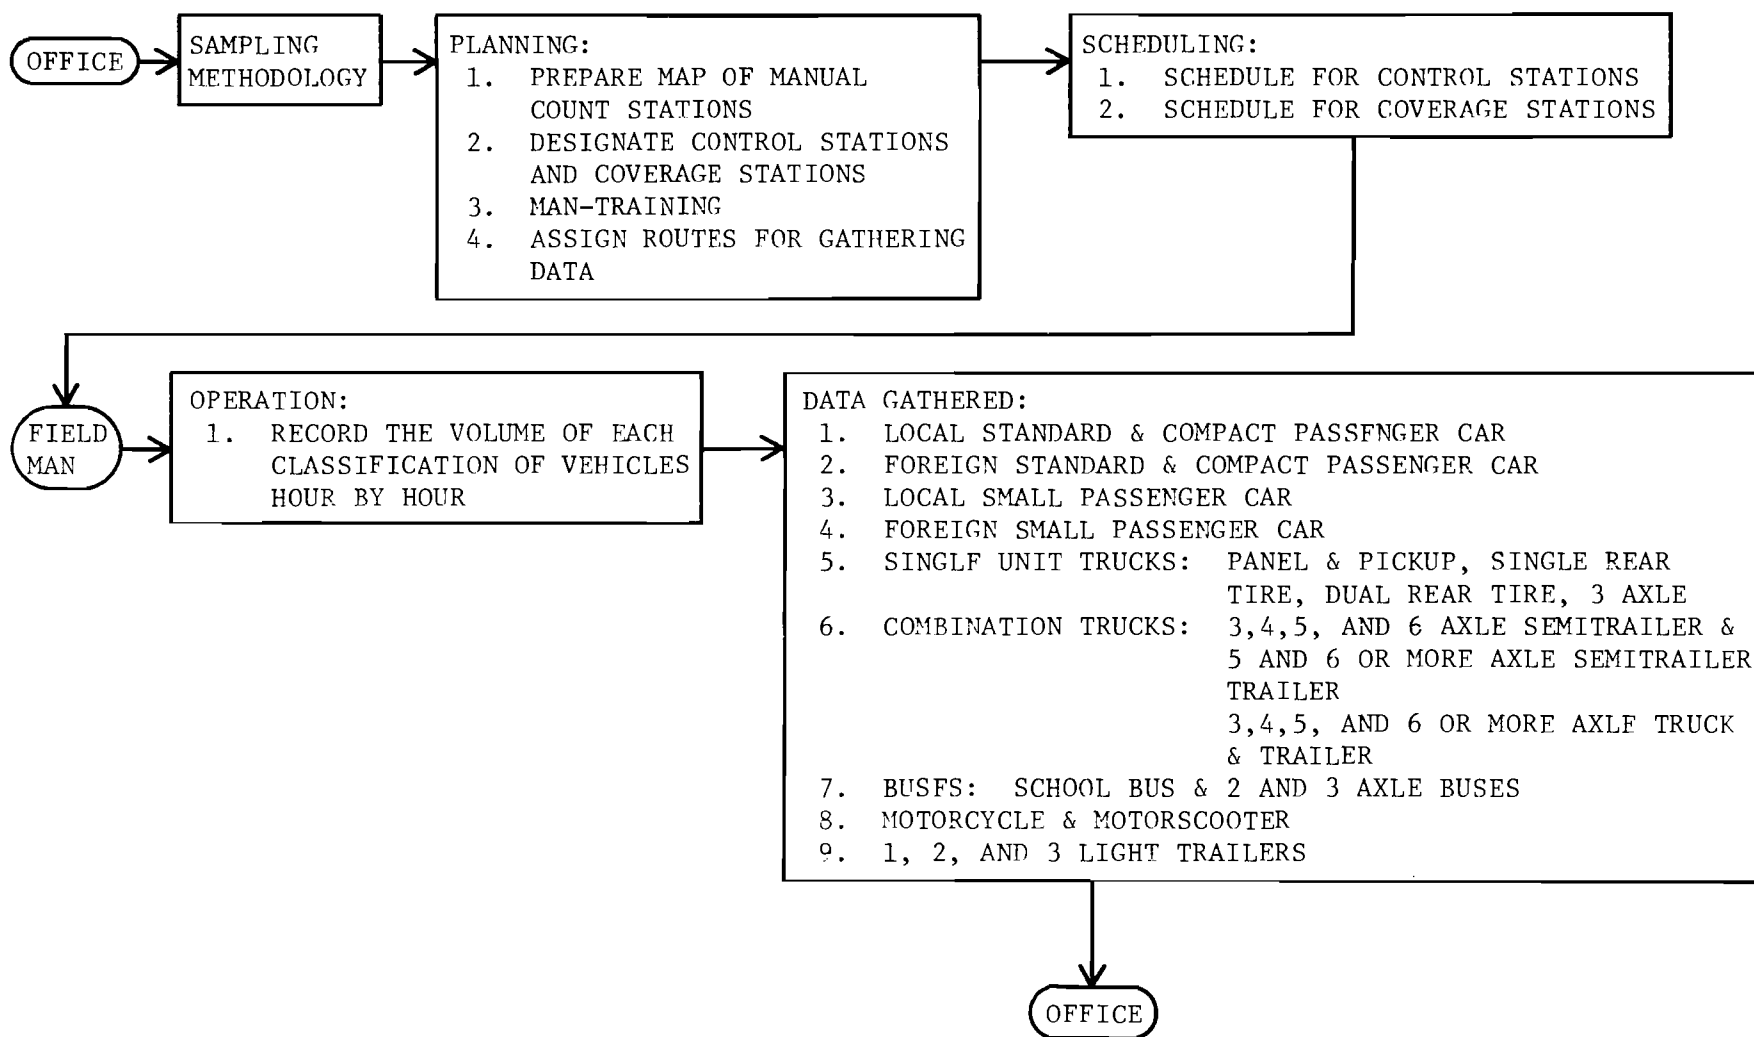 OFFICE
SAMPLING
METHODOLOGY
PLANNING:
1. PREPARE MAP OF MANUAL
COUNT STATIONS
2. DESIGNATE CONTROL STATIONS
AND COVERAGE STATIONS
3. MAN-TRAINING
4. ASSIGN ROUTES FOR GATHERING
DATA
SCHEDULING:
1. SCHEDULE FOR CONTROL STATIONS
2. SCHEDULE FOR COVERAGE STATIONS
FIELD
MAN
OPERATION:
1. RECORD THE VOLUME OF EACH
CLASSIFICATION OF VEHICLES
HOUR BY HOUR
DATA GATHERED:
1. LOCAL STANDARD & COMPACT PASSFNGER CAR
2. FOREIGN STANDARD & COMPACT PASSENGER CAR
3. LOCAL SMALL PASSENGER CAR
4. FOREIGN SMALL PASSENGER CAR
5. SINGLF UNIT TRUCKS: PANEL & PICKUP, SINGLE REAR
TIRE, DUAL REAR TIRE, 3 AXLE
6. COMBINATION TRUCKS: 3,4,5, AND 6 AXLE SEMITRAILER &
5 AND 6 OR MORE AXLE SEMITRAILER
TRAILER
3,4,5, AND 6 OR MORE AXLF TRUCK
& TRAILER
7. BUSFS: SCHOOL BUS & 2 AND 3 AXLE BUSES
8. MOTORCYCLE & MOTORSCOOTER
9. 1, 2, AND 3 LIGHT TRAILERS
OFFICE